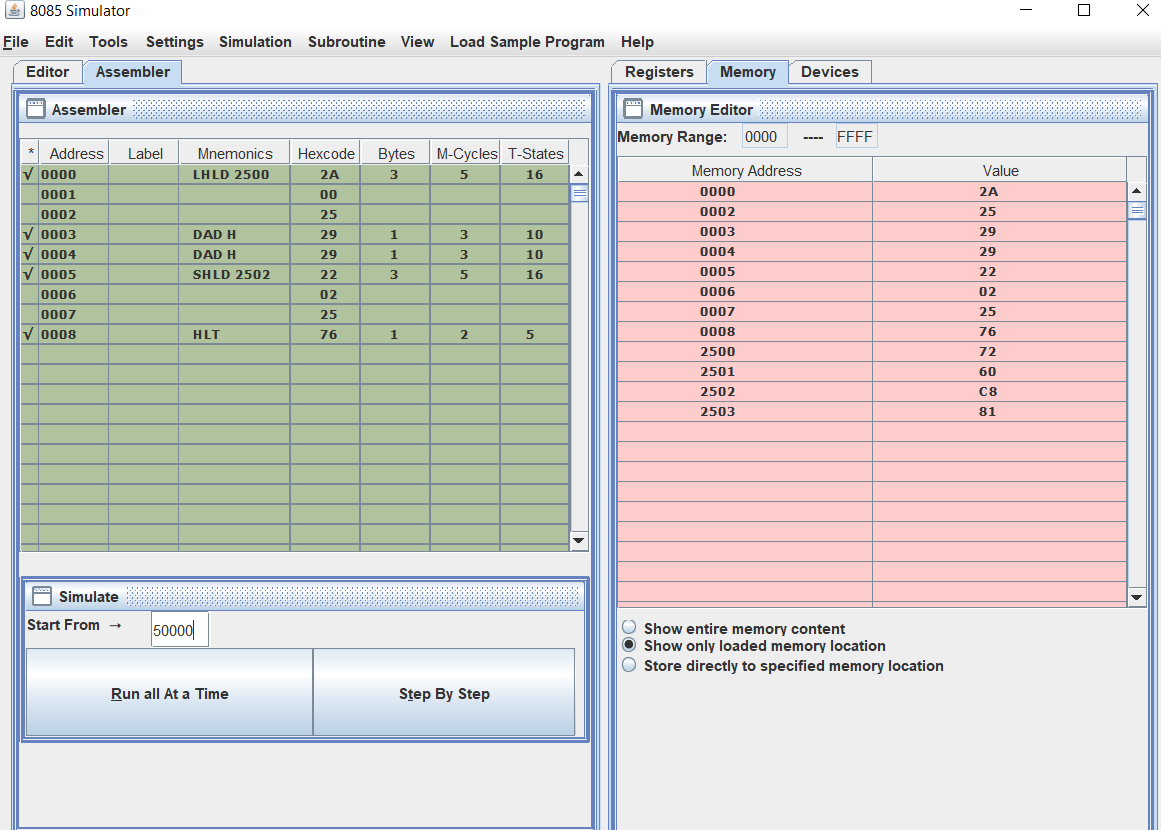 8085 Simulator
File Edit Tools Settings Simulation Subroutine View Load Sample Program Help
Editor Assembler
Assembler
* Address Label Mnemonics Hexcode Bytes M-Cycles T-States
√ 0000 LHLD 2500 2A 3 5 16
0001 00
0002 25
√ 0003 DAD H 29 1 3 10
√ 0004 DAD H 29 1 3 10
√ 0005 SHLD 2502 22 3 5 16
0006 02
0007 25
√ 0008 HLT 76 1 2 5
Simulate
Start From → 50000
Run all At a Time Step By Step
Registers Memory Devices
Memory Editor
Memory Range: 0000 ---- FFFF
Memory Address Value
0000 2A
0002 25
0003 29
0004 29
0005 22
0006 02
0007 25
0008 76
2500 72
2501 60
2502 C8
2503 81
Show entire memory content
Show only loaded memory location
Store directly to specified memory location